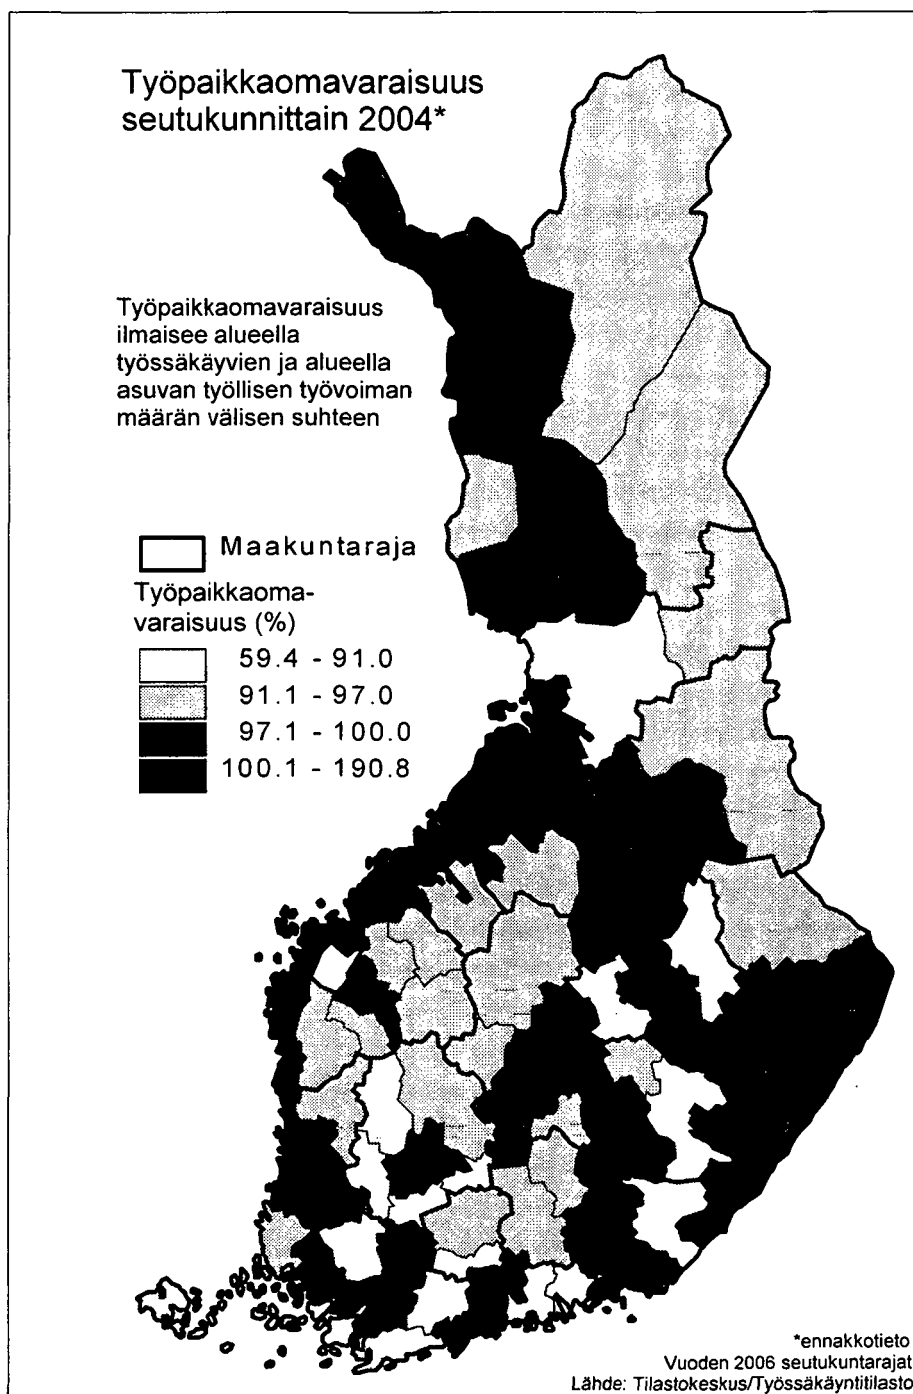 Työpaikkaomavaraisuus
seutukunnittain 2004*
Työpaikkaomavaraisuus
ilmaisee alueella
työssäkäyvien ja alueella
asuvan työllisen työvoiman
määrän välisen suhteen
Maakuntaraja
Työpaikkaoma-
varaisuus (%)
59.4 - 91.0
91.1 - 97.0
97.1 - 100.0
100.1 - 190.8
*ennakkotieto
Vuoden 2006 seutukuntarajat
Lähde: Tilastokeskus/Työssäkäyntitilasto